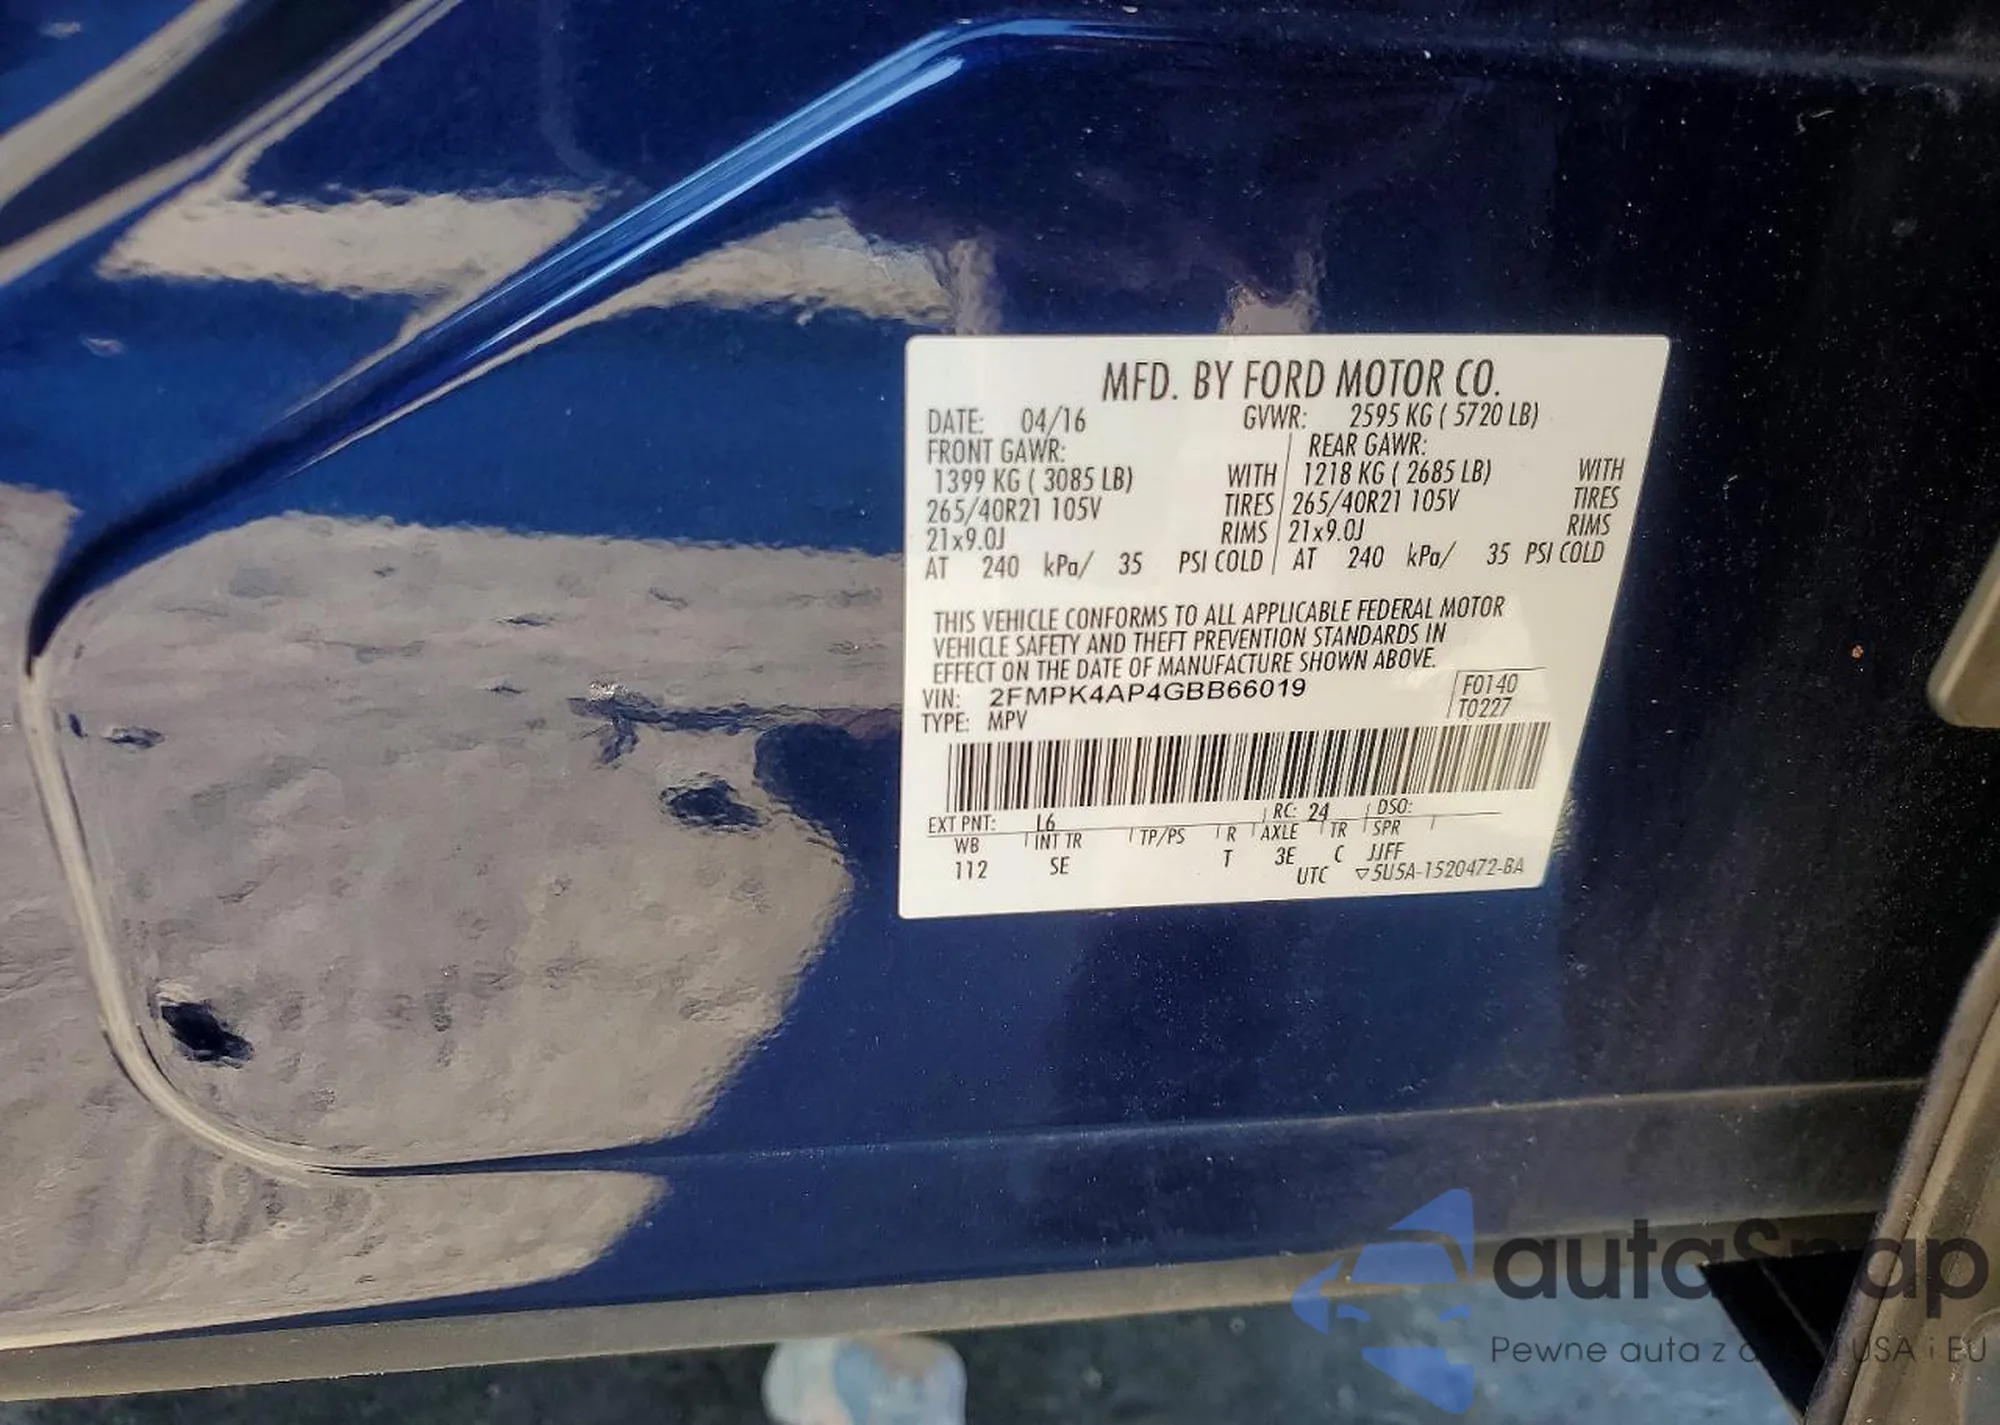 MFD. BY FORD MOTOR CO.
DATE: 04/16 GVWR: 2595 KG ( 5720 LB)
FRONT GAWR: REAR GAWR:
1399 KG ( 3085 LB) WITH 1218 KG ( 2685 LB) WITH
265/40R21 105V TIRES 265/40R21 105V TIRES
21x9.0J RIMS 21x9.0J RIMS
AT 240 kPa/ 35 PSI COLD AT 240 kPa/ 35 PSI COLD
THIS VEHICLE CONFORMS TO ALL APPLICABLE FEDERAL MOTOR
VEHICLE SAFETY AND THEFT PREVENTION STANDARDS IN
EFFECT ON THE DATE OF MANUFACTURE SHOWN ABOVE.
VIN: 2FMPK4AP4GBB66019 F0140
TYPE: MPV T0227
EXT PNT: L6 RC: 24 DSO:
WB INT TR TP/PS R AXLE TR SPR
112 SE T 3E C JJFF
UTC ▽5U5A-1520472-BA
autoSnap
Pewne auta z USA i EU